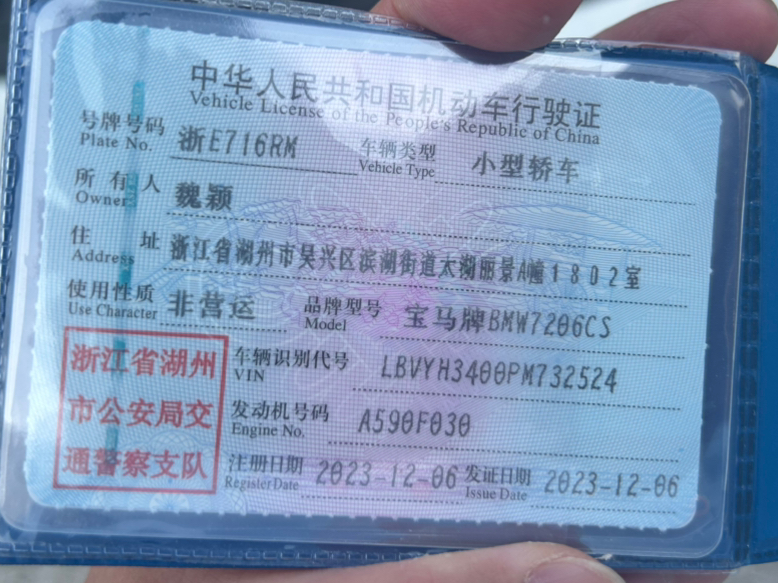 中华人民共和国机动车行驶证
Vehicle License of the People's Republic of China
号牌号码 浙E716RM 车辆类型 小型轿车
Plate No. Vehicle Type
所有人 魏颖
Owner
住址 浙江省湖州市吴兴区滨湖街道太湖丽景A幢1802室
Address
使用性质 非营运 品牌型号 宝马牌BMW7206CS
Use Character Model
浙江省湖州
市公安局交
通警察支队
车辆识别代号 LBVYH3400PM732524
VIN
发动机号码 A590F030
Engine No.
注册日期 2023-12-06 发证日期 2023-12-06
Register Date Issue Date